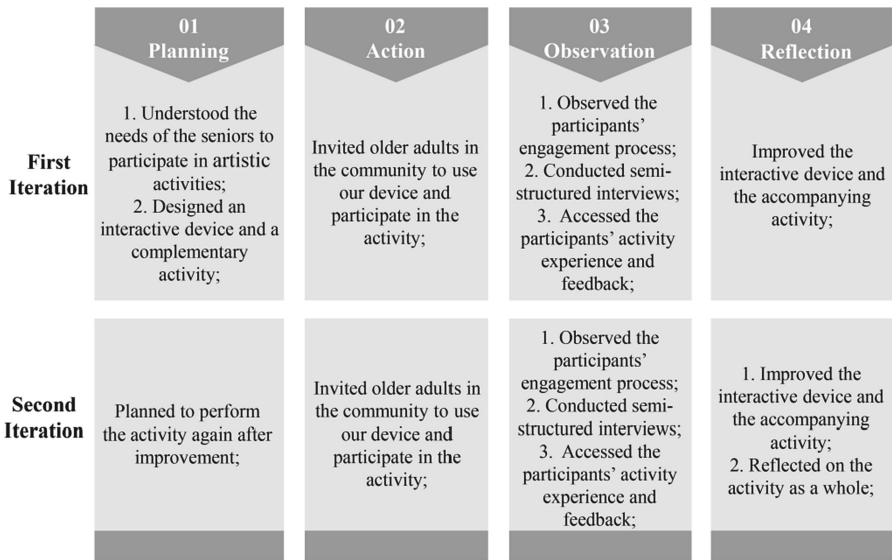 01
Planning
02
Action
03
Observation
04
Reflection
First
Iteration
1. Understood the
needs of the seniors to
participate in artistic
activities;
2. Designed an
interactive device and a
complementary
activity;
Invited older adults in
the community to use
our device and
participate in the
activity;
1. Observed the
participants’
engagement process;
2. Conducted semi-
structured interviews;
3. Accessed the
participants’ activity
experience and
feedback;
Improved the
interactive device and
the accompanying
activity;
Second
Iteration
Planned to perform
the activity again after
improvement;
Invited older adults in
the community to use
our device and
participate in the
activity;
1. Observed the
participants’
engagement process;
2. Conducted semi-
structured interviews;
3. Accessed the
participants’ activity
experience and
feedback;
1. Improved the
interactive device and
the accompanying
activity;
2. Reflected on the
activity as a whole;